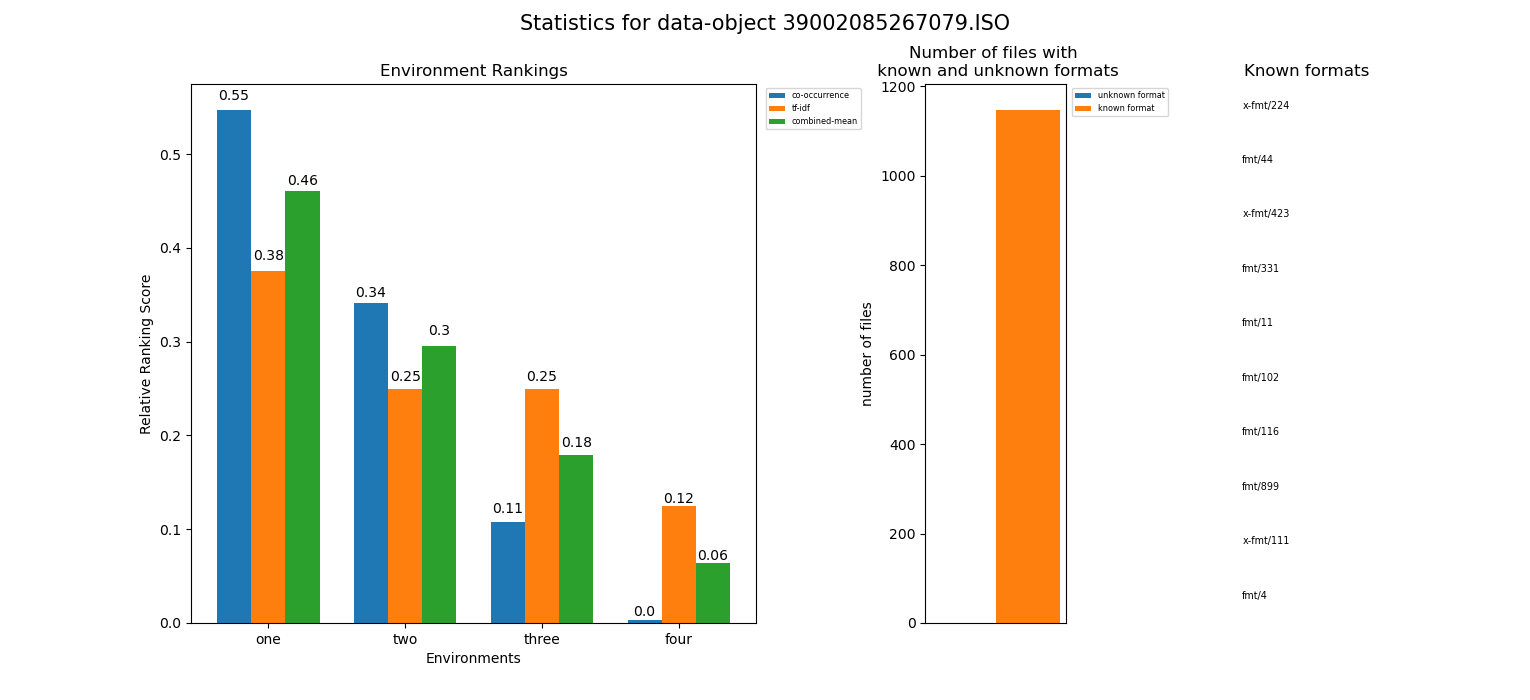 Statistics for data-object 39002085267079.ISO
Environment Rankings
Relative Ranking Score
0.5
0.4
0.3
0.2
0.1
0.0
0.55
0.38
0.46
0.34
0.25
0.3
0.11
0.25
0.18
0.0
0.12
0.06
one
two
three
four
Environments
co-occurrence
tf-idf
combined-mean
Number of files with
known and unknown formats
number of files
1200
1000
800
600
400
200
0
unknown format
known format
Known formats
x-fmt/224
fmt/44
x-fmt/423
fmt/331
fmt/11
fmt/102
fmt/116
fmt/899
x-fmt/111
fmt/4